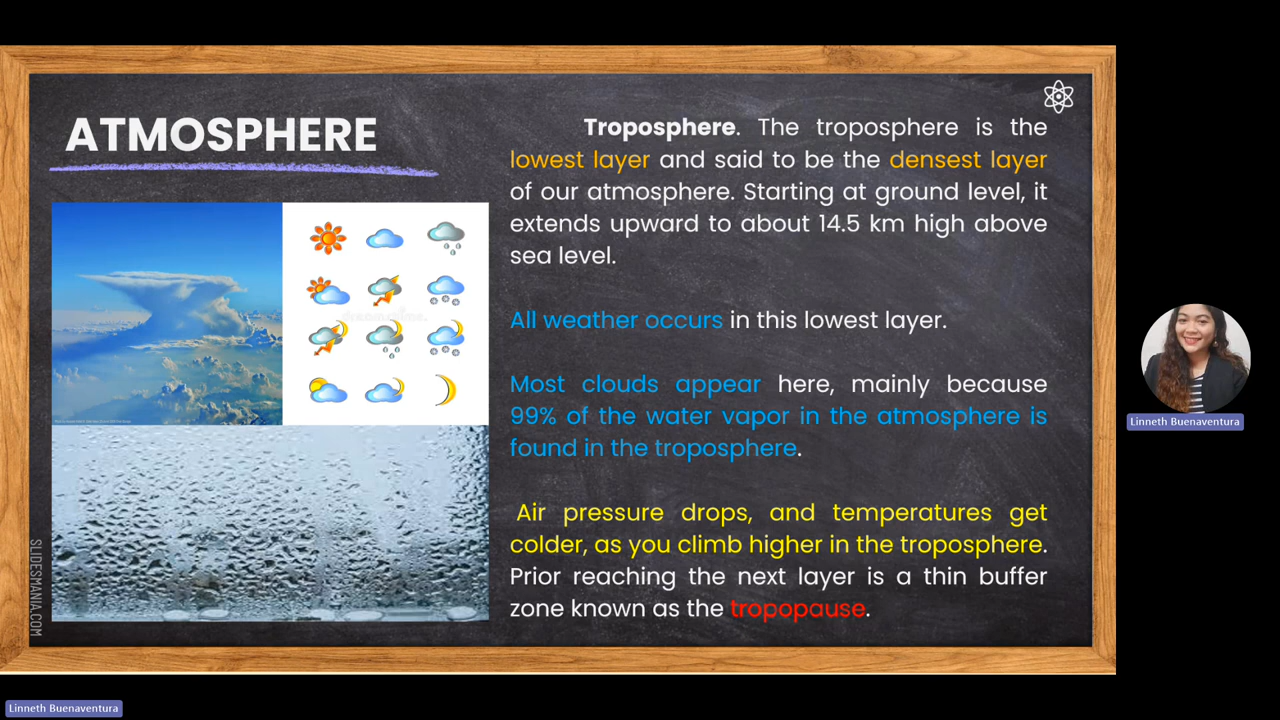 ATMOSPHERE
Troposphere. The troposphere is the
lowest layer and said to be the densest layer
of our atmosphere. Starting at ground level, it
extends upward to about 14.5 km high above
sea level.
All weather occurs in this lowest layer.
Most clouds appear here, mainly because
99% of the water vapor in the atmosphere is
found in the troposphere.
Air pressure drops, and temperatures get
colder, as you climb higher in the troposphere.
Prior reaching the next layer is a thin buffer
zone known as the tropopause.
SLIDESMANIA.COM
Linneth Buenaventura
Linneth Buenaventura